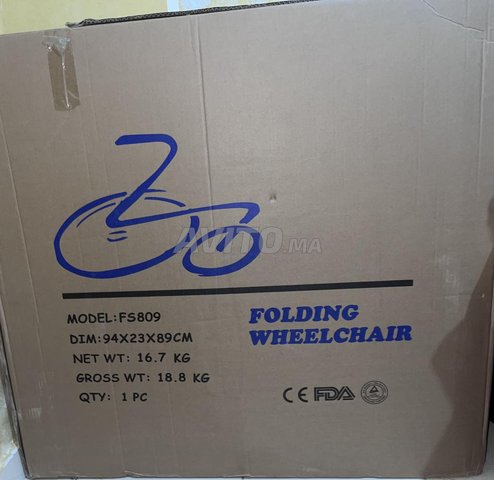 AVITO.MA
MODEL:FS809
DIM:94X23X89CM
NET WT: 16.7 KG
GROSS WT: 18.8 KG
QTY: 1 PC
FOLDING
WHEELCHAIR
CE FDA